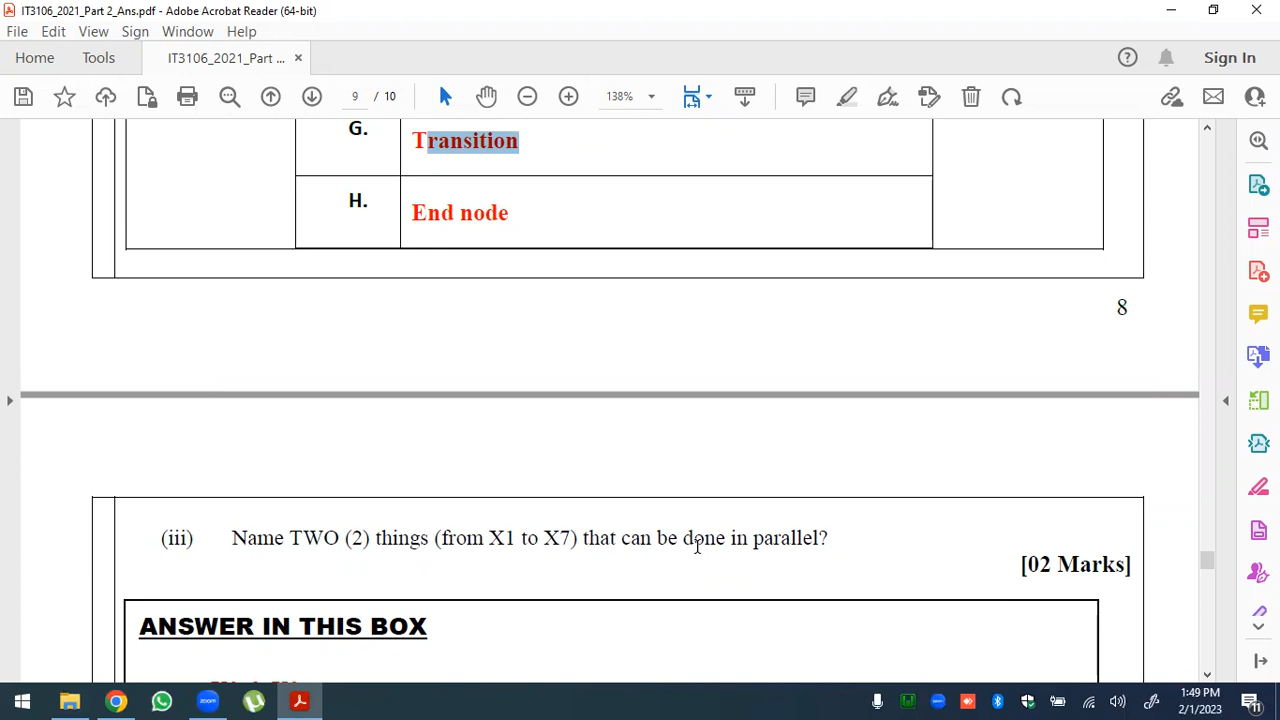 IT3106_2021_Part 2_Ans.pdf - Adobe Acrobat Reader (64-bit)
File Edit View Sign Window Help
Home Tools IT3106_2021_Part ... × Sign In
9 / 10 138%
G. Transition
H. End node
8
(iii) Name TWO (2) things (from X1 to X7) that can be done in parallel?
[02 Marks]
ANSWER IN THIS BOX
zoom
1:49 PM
2/1/2023
11